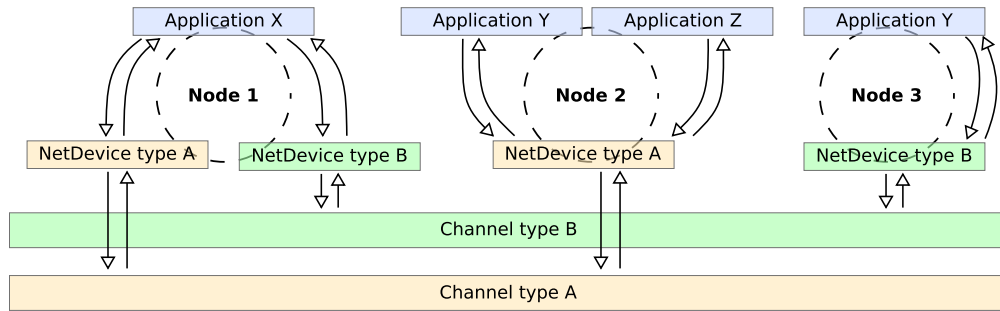 Application X
Application Y
Application Z
Application Y
Node 1
Node 2
Node 3
NetDevice type A
NetDevice type B
NetDevice type A
NetDevice type B
Channel type B
Channel type A